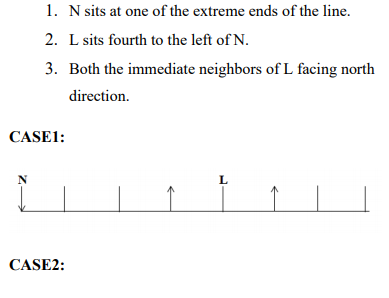 1. N sits at one of the extreme ends of the line.
2. L sits fourth to the left of N.
3. Both the immediate neighbors of L facing north
direction.
CASE1:
N L
CASE2: